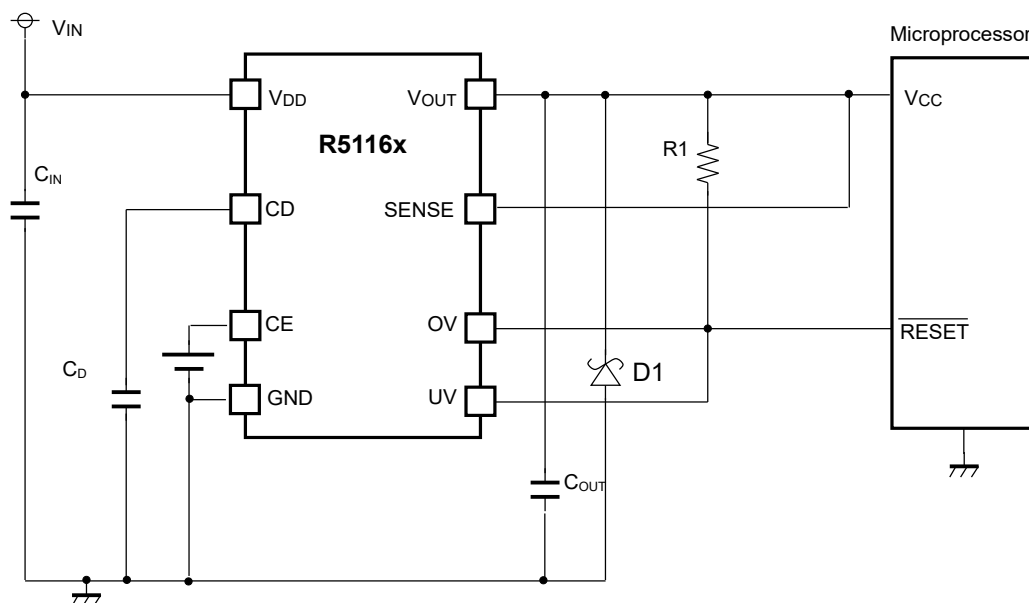 VIN
Microprocessor
VDD
VOUT
VCC
R5116x
R1
CIN
CD
SENSE
CE
OV
RESET
CD
D1
GND
UV
COUT